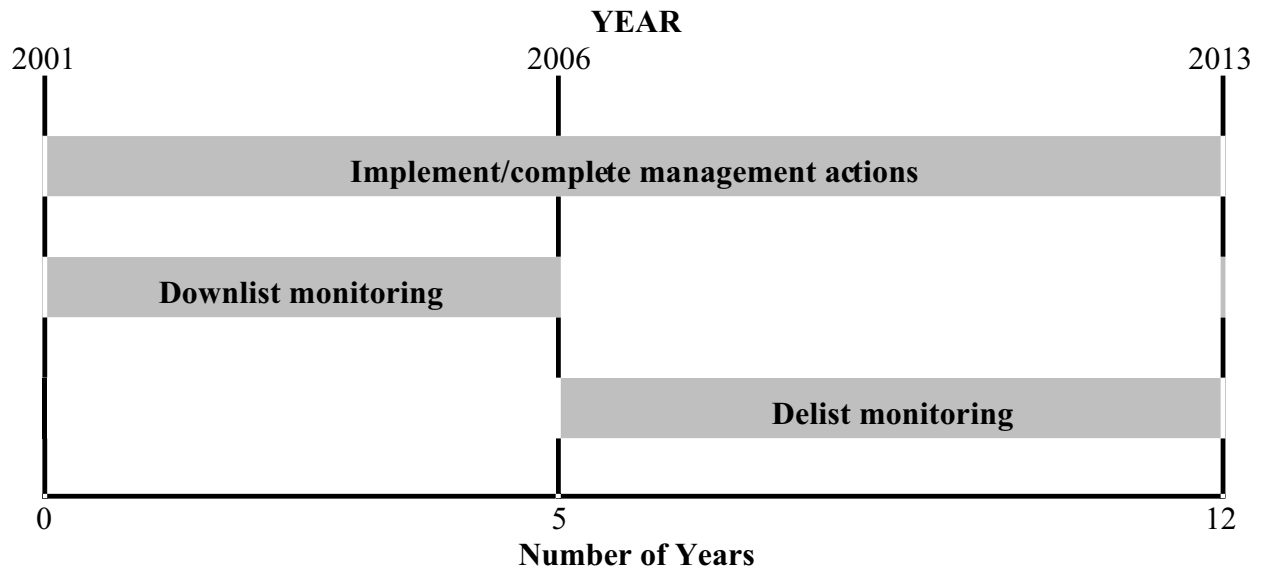 YEAR
2001 2006 2013
Implement/complete management actions
Downlist monitoring
Delist monitoring
0 5 12
Number of Years